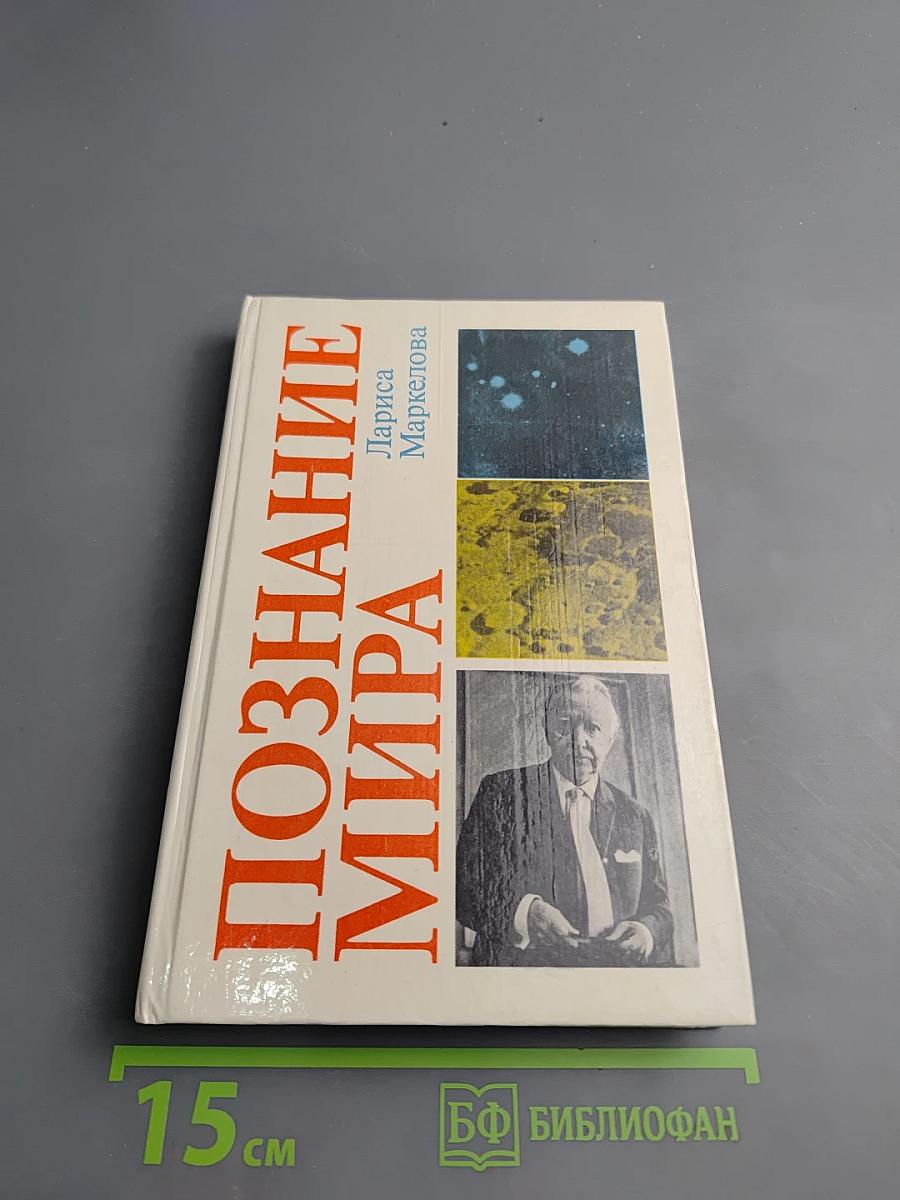 ПОЗНАНИЕ
МИРА
Лариса
Маркелова
15 см
БФ БИБЛИОФАН